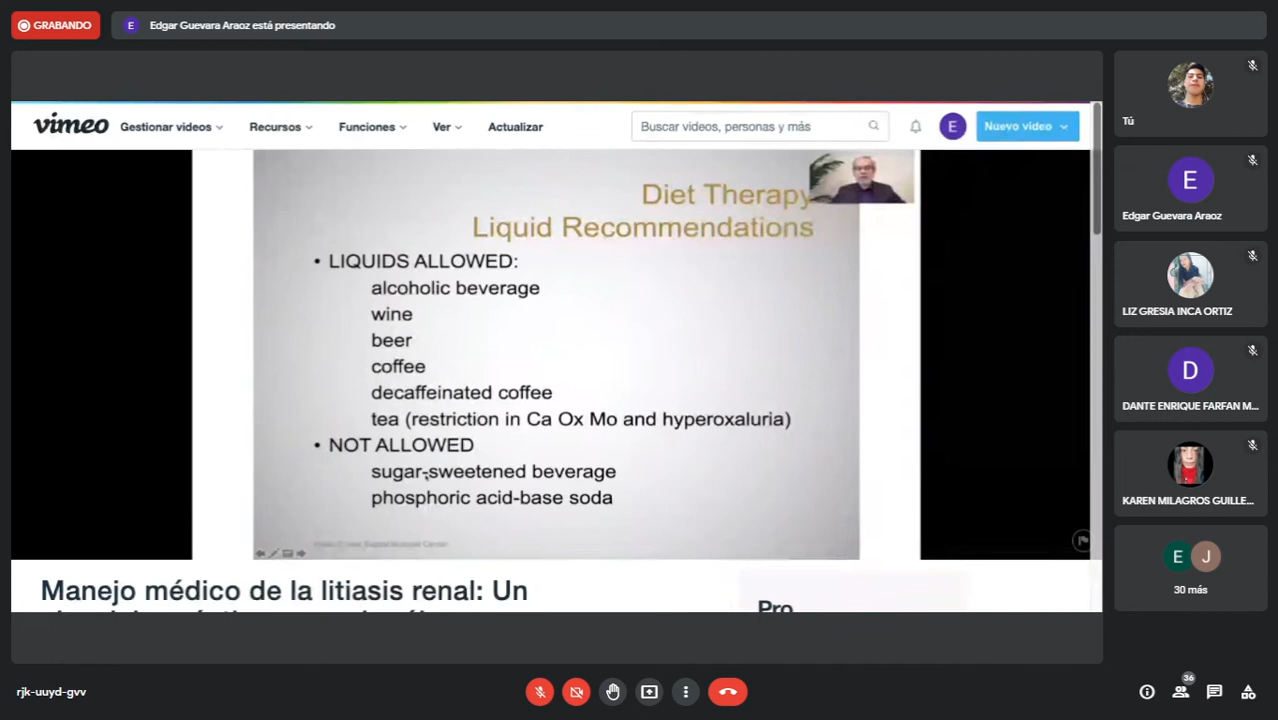 GRABANDO
E
Edgar Guevara Araoz está presentando
vimeo
Gestionar videos
Recursos
Funciones
Ver
Actualizar
Buscar videos, personas y más
E
Nuevo video
Diet Therapy
Liquid Recommendations
• LIQUIDS ALLOWED:
alcoholic beverage
wine
beer
coffee
decaffeinated coffee
tea (restriction in Ca Ox Mo and hyperoxaluria)
• NOT ALLOWED
sugar-sweetened beverage
phosphoric acid-base soda
Manejo médico de la litiasis renal: Un
Pro
Tú
E
Edgar Guevara Araoz
LIZ GRESIA INCA ORTIZ
D
DANTE ENRIQUE FARFAN M...
KAREN MILAGROS GUILLE...
E
J
30 más
rjk-uuyd-gvv
36